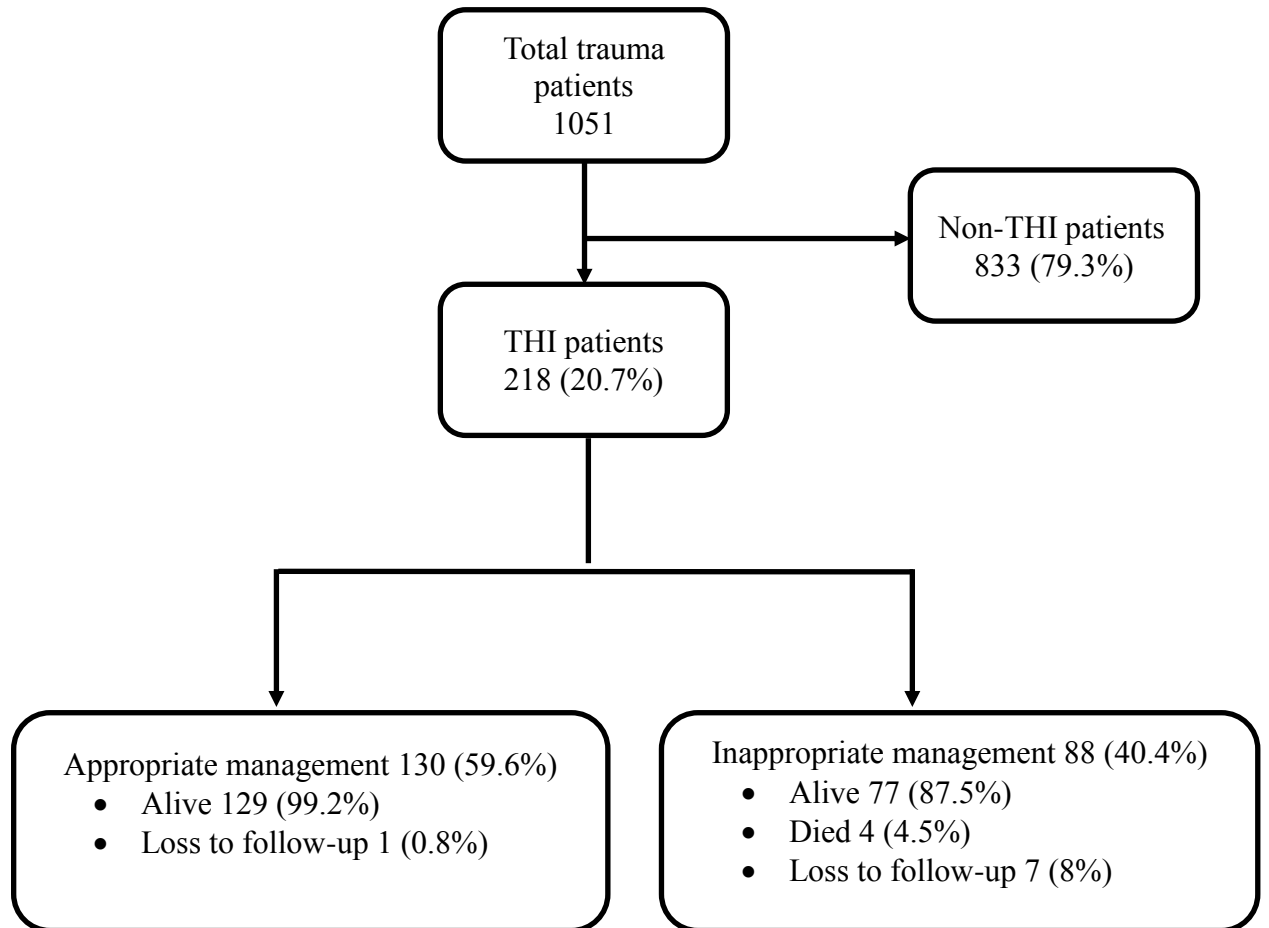 Total trauma
patients
1051
Non-THI patients
833 (79.3%)
THI patients
218 (20.7%)
Appropriate management 130 (59.6%)
• Alive 129 (99.2%)
• Loss to follow-up 1 (0.8%)
Inappropriate management 88 (40.4%)
• Alive 77 (87.5%)
• Died 4 (4.5%)
• Loss to follow-up 7 (8%)